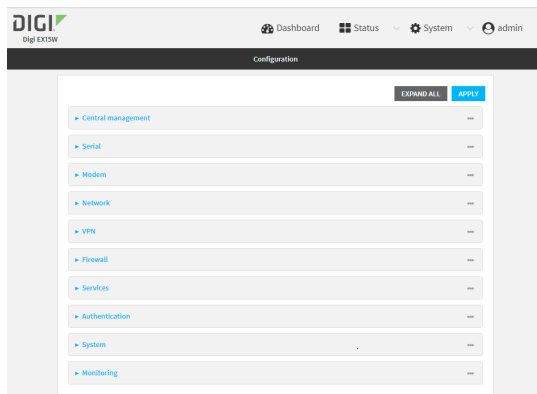 DIGI
Digi EX15W
Dashboard Status System admin
Configuration
EXPAND ALL APPLY
Central management
Serial
Modem
Network
VPN
Firewall
Services
Authentication
System
Monitoring